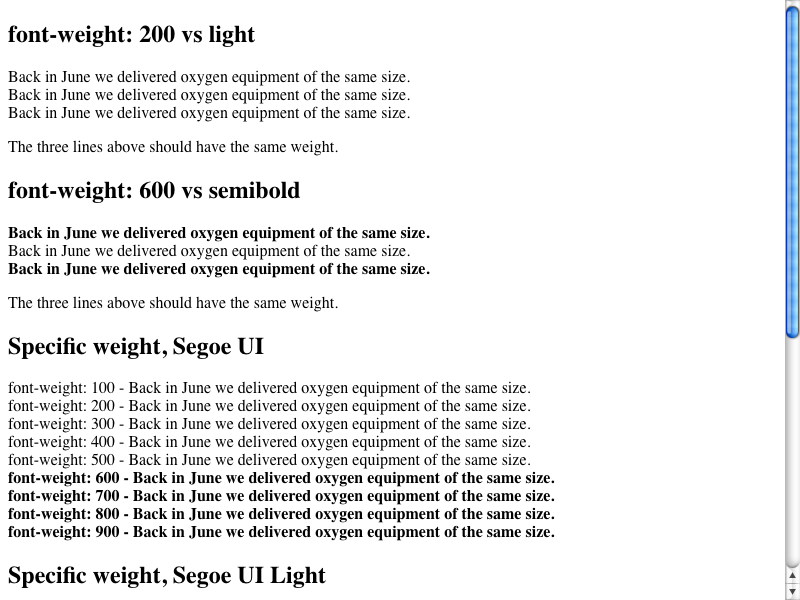 font-weight: 200 vs light
Back in June we delivered oxygen equipment of the same size.
Back in June we delivered oxygen equipment of the same size.
Back in June we delivered oxygen equipment of the same size.
The three lines above should have the same weight.
font-weight: 600 vs semibold
Back in June we delivered oxygen equipment of the same size.
Back in June we delivered oxygen equipment of the same size.
Back in June we delivered oxygen equipment of the same size.
The three lines above should have the same weight.
Specific weight, Segoe UI
font-weight: 100 - Back in June we delivered oxygen equipment of the same size.
font-weight: 200 - Back in June we delivered oxygen equipment of the same size.
font-weight: 300 - Back in June we delivered oxygen equipment of the same size.
font-weight: 400 - Back in June we delivered oxygen equipment of the same size.
font-weight: 500 - Back in June we delivered oxygen equipment of the same size.
font-weight: 600 - Back in June we delivered oxygen equipment of the same size.
font-weight: 700 - Back in June we delivered oxygen equipment of the same size.
font-weight: 800 - Back in June we delivered oxygen equipment of the same size.
font-weight: 900 - Back in June we delivered oxygen equipment of the same size.
Specific weight, Segoe UI Light